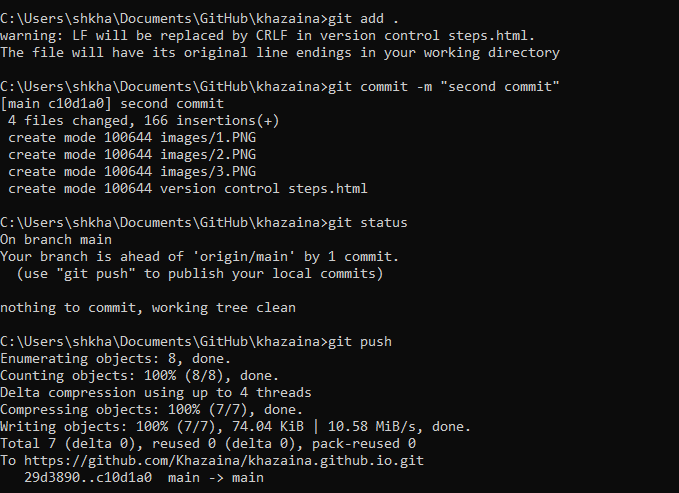 C:\Users\shkha\Documents\GitHub\khazaina>git add .
warning: LF will be replaced by CRLF in version control steps.html.
The file will have its original line endings in your working directory
C:\Users\shkha\Documents\GitHub\khazaina>git commit -m "second commit"
[main c10d1a0] second commit
4 files changed, 166 insertions(+)
create mode 100644 images/1.PNG
create mode 100644 images/2.PNG
create mode 100644 images/3.PNG
create mode 100644 version control steps.html
C:\Users\shkha\Documents\GitHub\khazaina>git status
On branch main
Your branch is ahead of 'origin/main' by 1 commit.
(use "git push" to publish your local commits)
nothing to commit, working tree clean
C:\Users\shkha\Documents\GitHub\khazaina>git push
Enumerating objects: 8, done.
Counting objects: 100% (8/8), done.
Delta compression using up to 4 threads
Compressing objects: 100% (7/7), done.
Writing objects: 100% (7/7), 74.04 KiB | 10.58 MiB/s, done.
Total 7 (delta 0), reused 0 (delta 0), pack-reused 0
To https://github.com/Khazaina/khazaina.github.io.git
29d3890..c10d1a0  main -> main